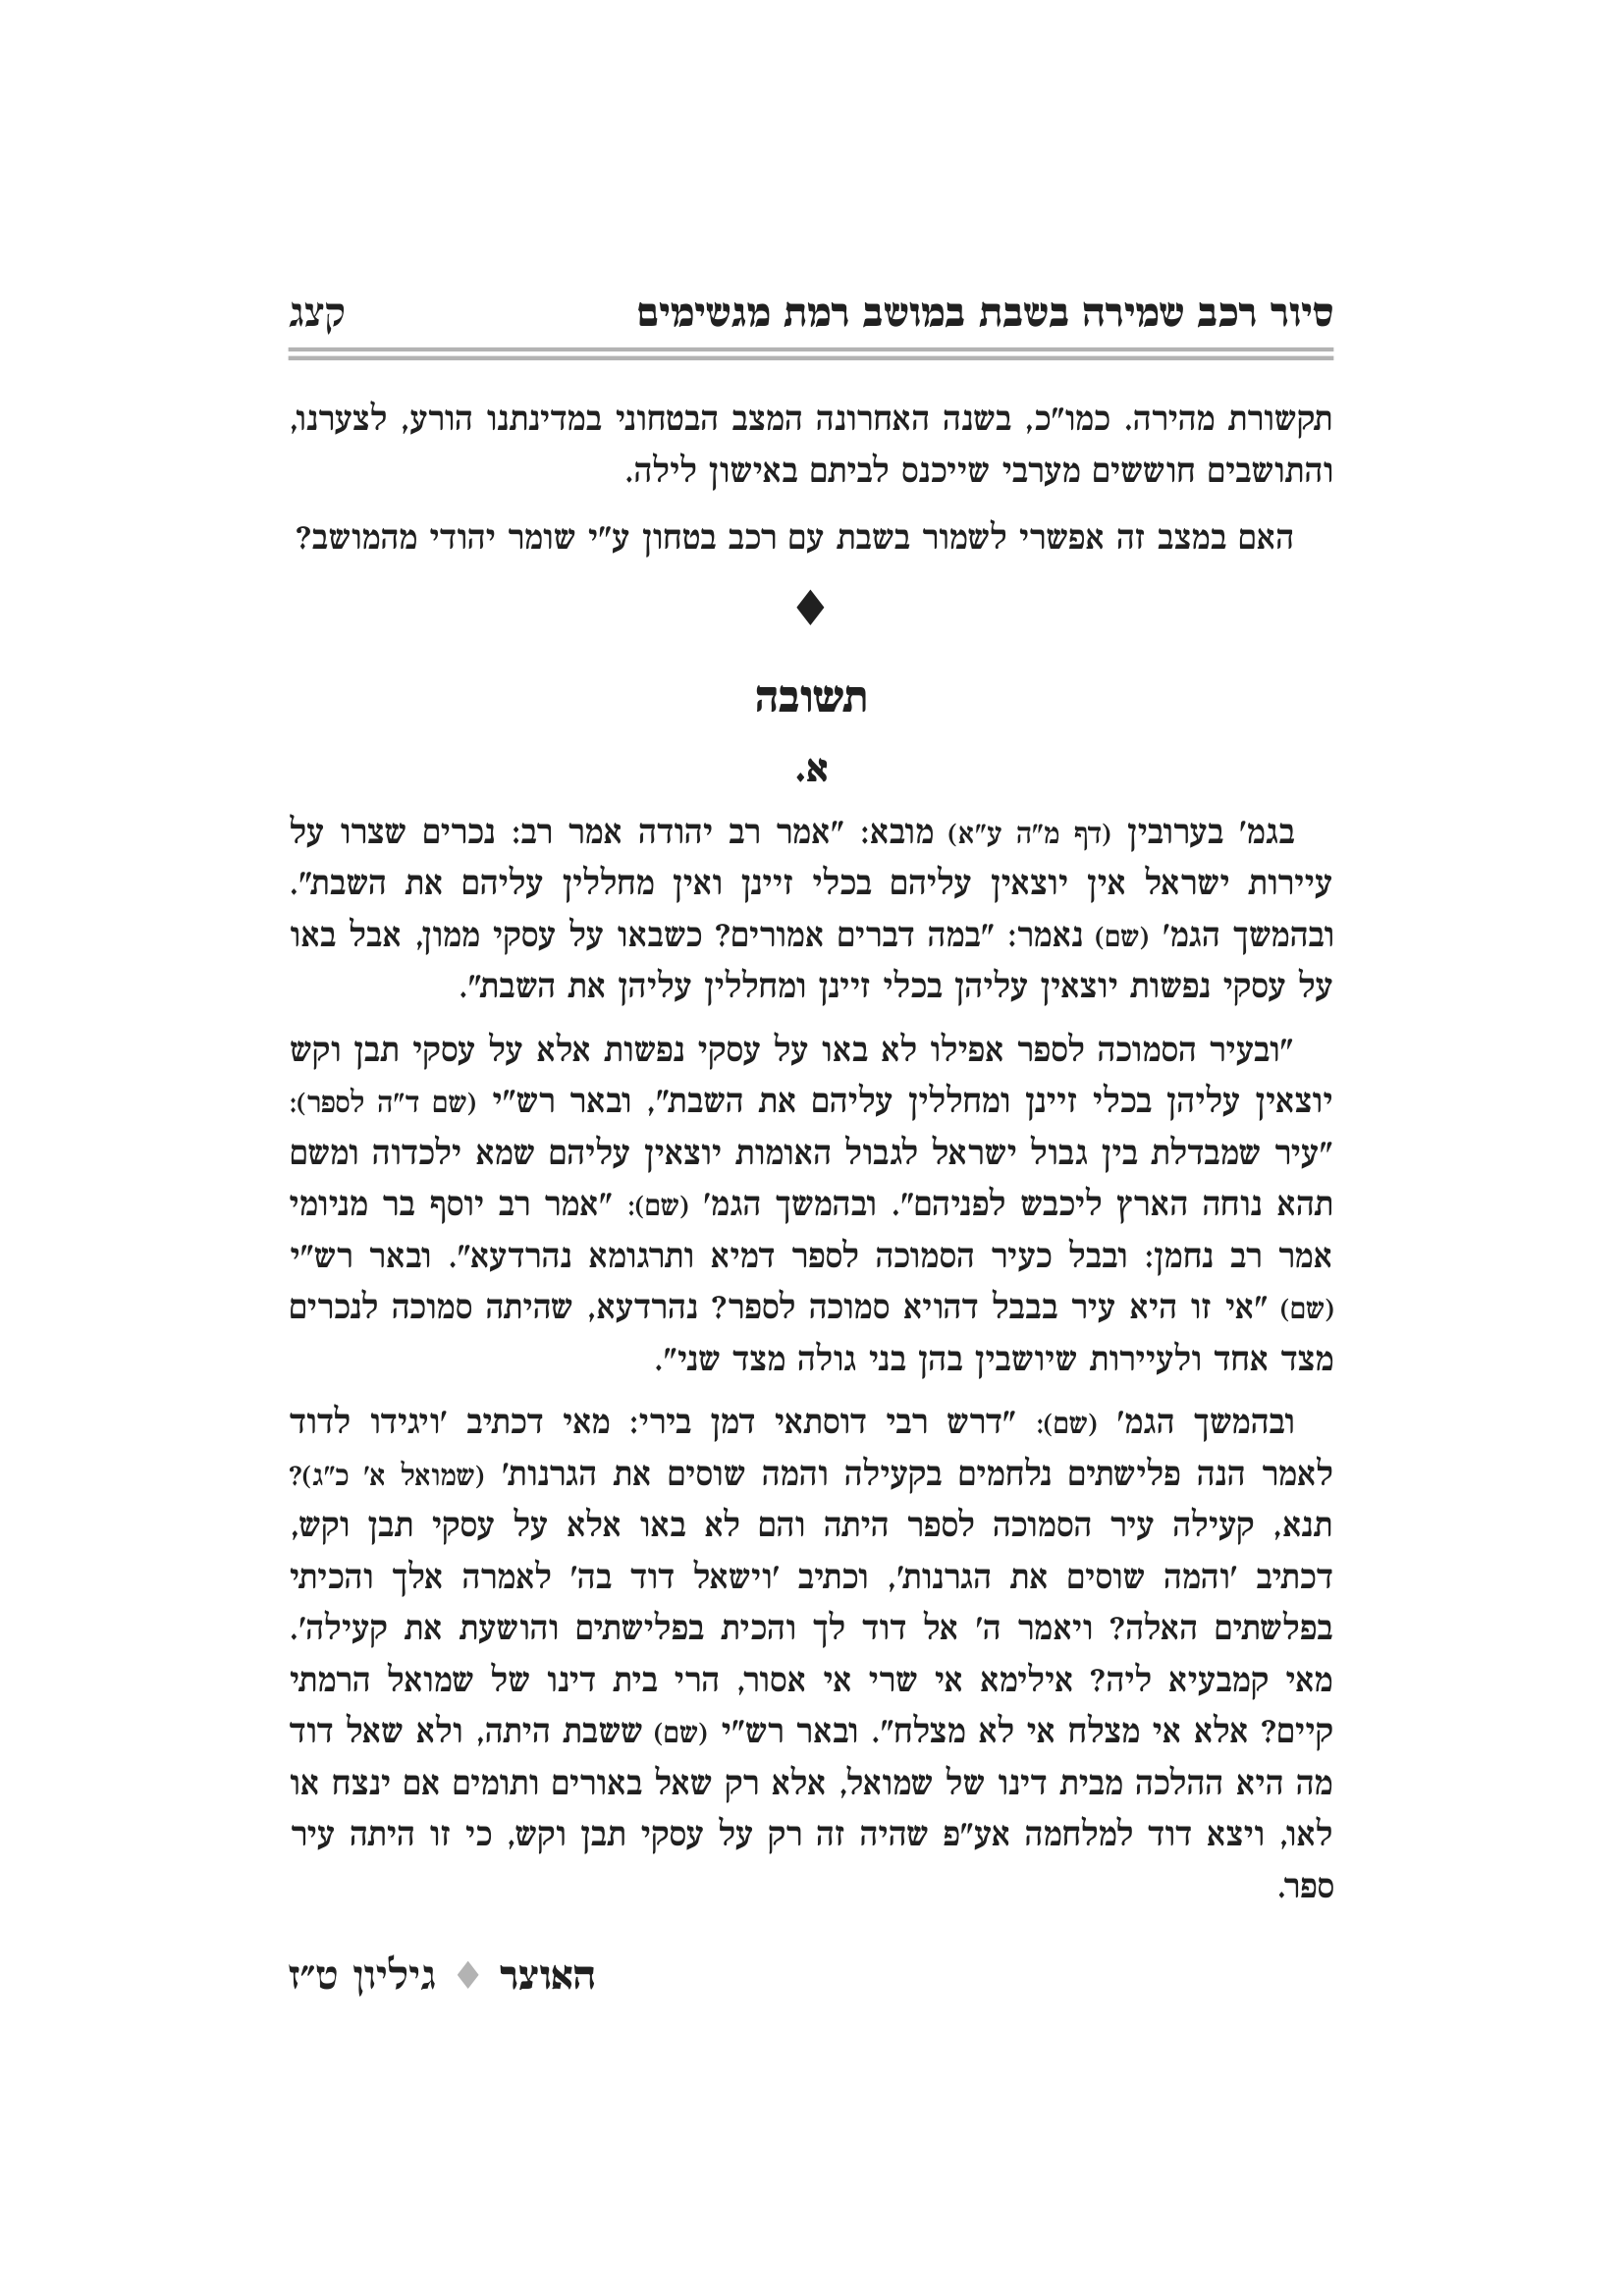 סיור רכב שמירה בשבת במושב רמת מגשימים קצג
תקשורת מהירה. כמו"כ, בשנה האחרונה המצב הבטחוני במדינתנו הורע, לצערנו,
והתושבים חוששים מערבי שייכנס לביתם באישון לילה.
האם במצב זה אפשרי לשמור בשבת עם רכב בטחון ע"י שומר יהודי מהמושב?
♦
תשובה
א.
בגמ' בערובין (דף מ"ה ע"א) מובא: "אמר רב יהודה אמר רב: נכרים שצרו על
עיירות ישראל אין יוצאין עליהם בכלי זיינן ואין מחללין עליהם את השבת".
ובהמשך הגמ' (שם) נאמר: "במה דברים אמורים? כשבאו על עסקי ממון, אבל באו
על עסקי נפשות יוצאין עליהן בכלי זיינן ומחללין עליהן את השבת".
"ובעיר הסמוכה לספר אפילו לא באו על עסקי נפשות אלא על עסקי תבן וקש
יוצאין עליהן בכלי זיינן ומחללין עליהם את השבת", ובאר רש"י (שם ד"ה לספר):
"עיר שמבדלת בין גבול ישראל לגבול האומות יוצאין עליהם שמא ילכדוה ומשם
תהא נוחה הארץ ליכבש לפניהם". ובהמשך הגמ' (שם): "אמר רב יוסף בר מניומי
אמר רב נחמן: ובבל כעיר הסמוכה לספר דמיא ותרגומא נהרדעא". ובאר רש"י
(שם) "אי זו היא עיר בבבל דהויא סמוכה לספר? נהרדעא, שהיתה סמוכה לנכרים
מצד אחד ולעיירות שיושבין בהן בני גולה מצד שני".
ובהמשך הגמ' (שם): "דרש רבי דוסתאי דמן בירי: מאי דכתיב 'ויגידו לדוד
לאמר הנה פלישתים נלחמים בקעילה והמה שוסים את הגרנות' (שמואל א' כ"ג)?
תנא, קעילה עיר הסמוכה לספר היתה והם לא באו אלא על עסקי תבן וקש,
דכתיב 'והמה שוסים את הגרנות', וכתיב 'וישאל דוד בה' לאמרה אלך והכיתי
בפלשתים האלה? ויאמר ה' אל דוד לך והכית בפלישתים והושעת את קעילה'.
מאי קמבעיא ליה? אילימא אי שרי אי אסור, הרי בית דינו של שמואל הרמתי
קיים? אלא אי מצלח אי לא מצלח". ובאר רש"י (שם) ששבת היתה, ולא שאל דוד
מה היא ההלכה מבית דינו של שמואל, אלא רק שאל באורים ותומים אם ינצח או
לאו, ויצא דוד למלחמה אע"פ שהיה זה רק על עסקי תבן וקש, כי זו היתה עיר
ספר.
האוצר ♦ גיליון ט"ז